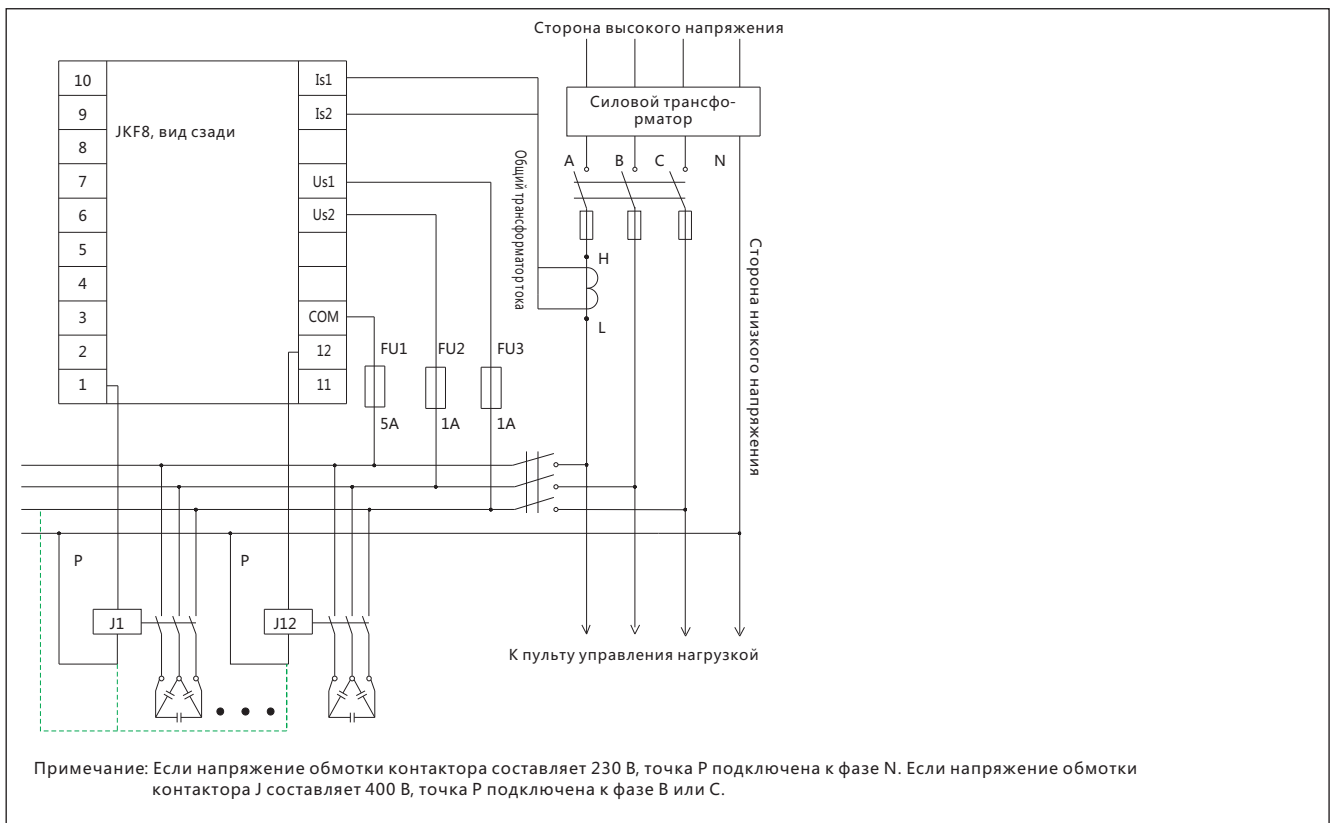 Сторона высокого напряжения
10
Is1
Силовой трансфо-
рматор
9
Is2
JKF8, вид сзади
8
A
B
C
N
7
Us1
6
Us2
Общий трансформатор тока
5
4
H
Сторона низкого напряжения
3
COM
L
2
12
FU1
FU2
FU3
1
11
5A
1A
1A
P
P
J1
J12
К пульту управления нагрузкой
Примечание: Если напряжение обмотки контактора составляет 230 В, точка P подключена к фазе N. Если напряжение обмотки
контактора J составляет 400 В, точка P подключена к фазе B или C.